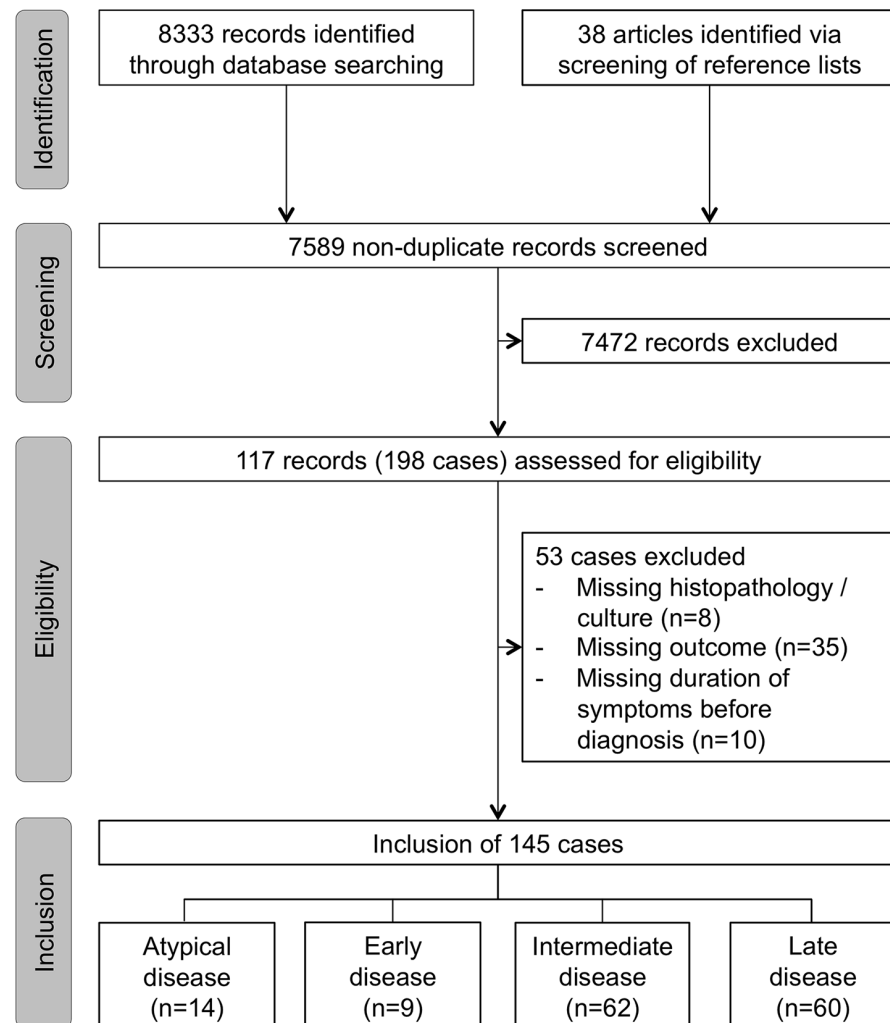 Identification
8333 records identified
through database searching
38 articles identified via
screening of reference lists
Screening
7589 non-duplicate records screened
7472 records excluded
Eligibility
117 records (198 cases) assessed for eligibility
53 cases excluded
- Missing histopathology /
culture (n=8)
- Missing outcome (n=35)
- Missing duration of
symptoms before
diagnosis (n=10)
Inclusion
Inclusion of 145 cases
Atypical
disease
(n=14)
Early
disease
(n=9)
Intermediate
disease
(n=62)
Late
disease
(n=60)